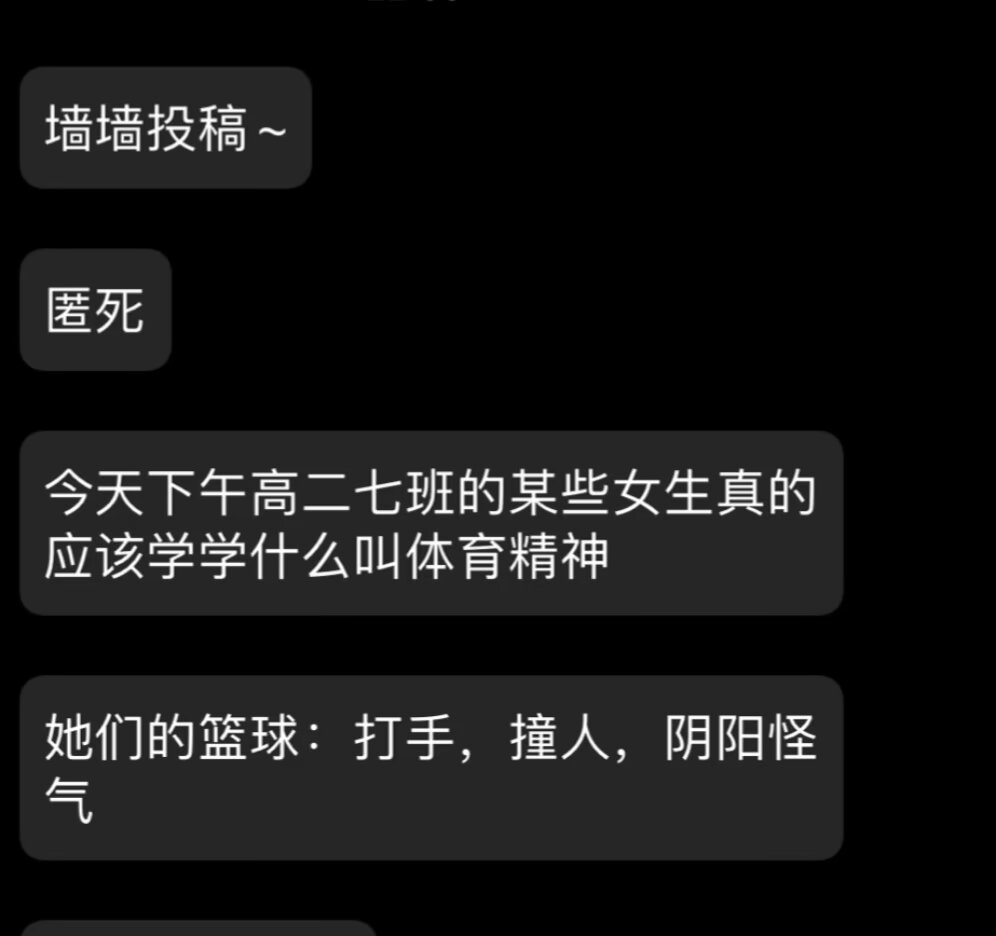 墙墙投稿~
匿死
今天下午高二七班的某些女生真的
应该学学什么叫体育精神
她们的篮球：打手，撞人，阴阳怪
气